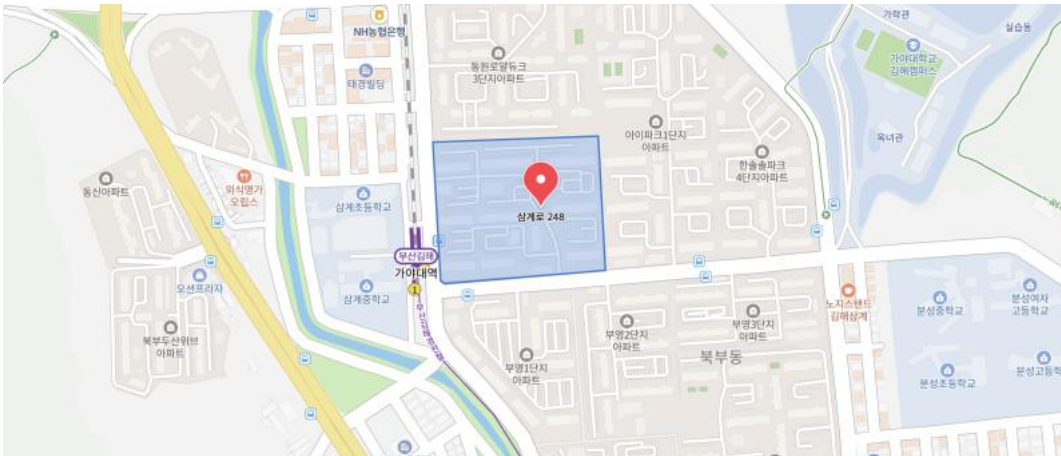 가락관
실습동
NH농협은행
가야대학교
김해캠퍼스
동원로얄듀크
3단지아파트
태경빌딩
아이파크1단지
아파트
옥녀관
한솔솔파크
4단지아파트
동신아파트
외식명가
오립스
삼계초등학교
삼계로 248
부산김해
가야대역
1
오션프라자
삼계중학교
노지스탠드
김해삼계
분성중학교
분성여자
고등학교
북부두산위브
아파트
부영1단지
아파트
부영2단지
아파트
부영3단지
아파트
북부동
분성초등학교
분성고등학교